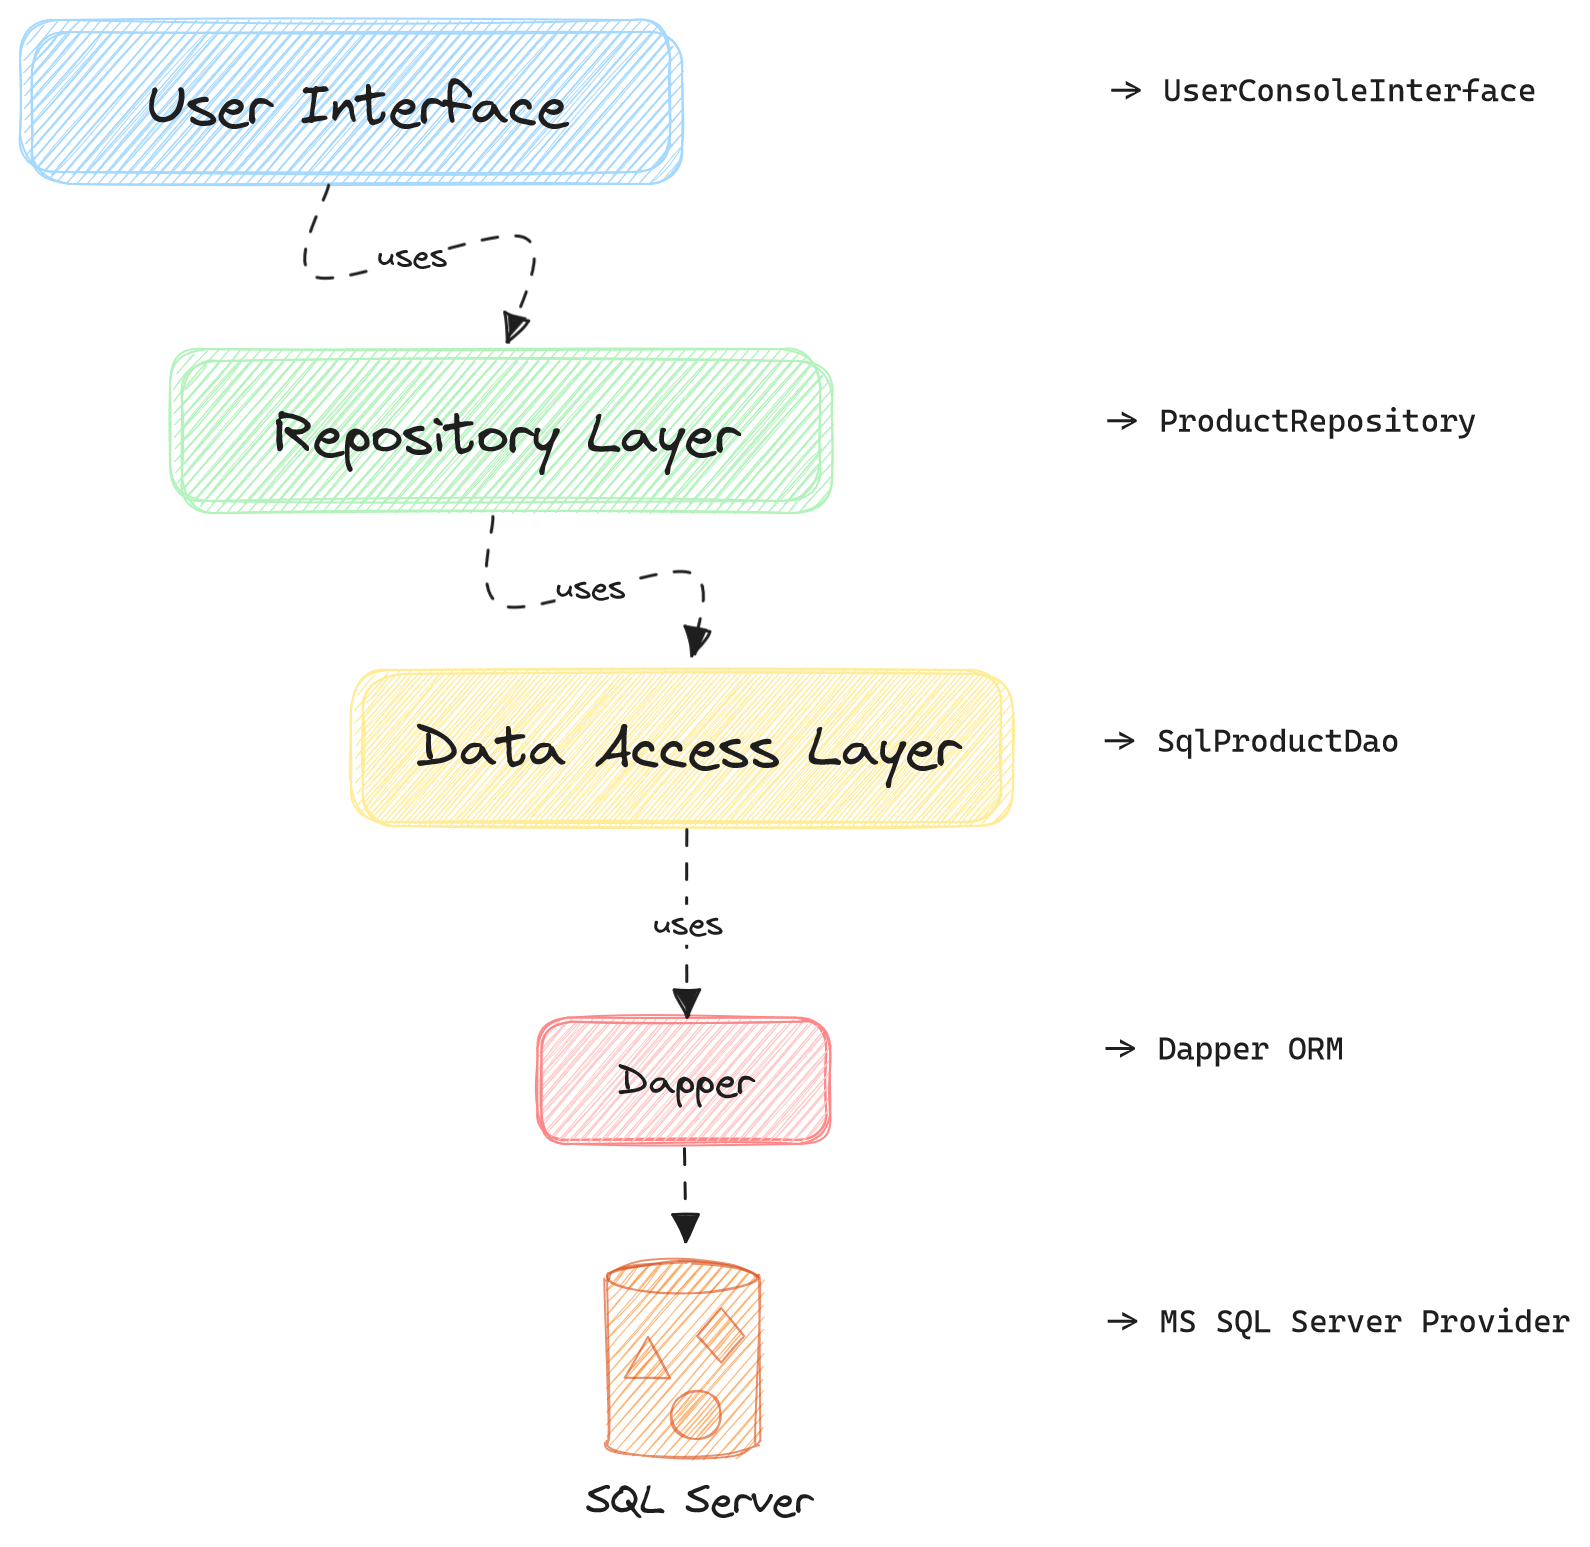 User Interface
→ UserConsoleInterface
uses
Repository Layer
→ ProductRepository
uses
Data Access Layer
→ SqlProductDao
uses
Dapper
→ Dapper ORM
→ MS SQL Server Provider
SQL Server